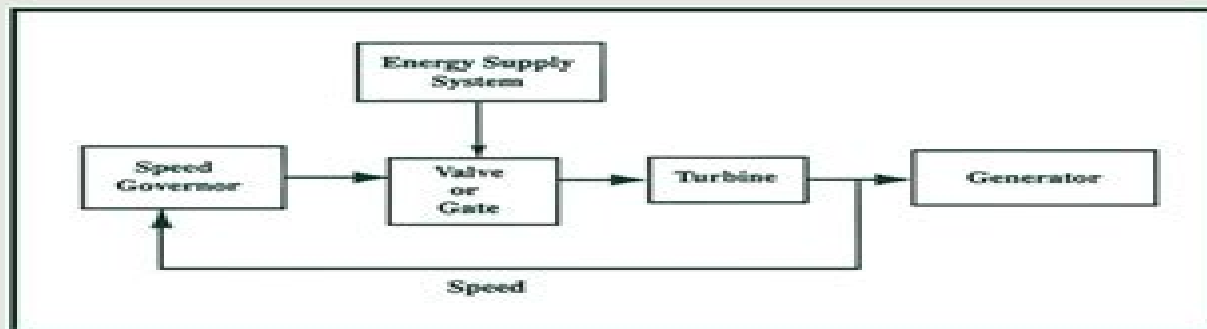 Energy Supply
System
Speed
Governor
Valve
or
Gate
Turbine
Generator
Speed